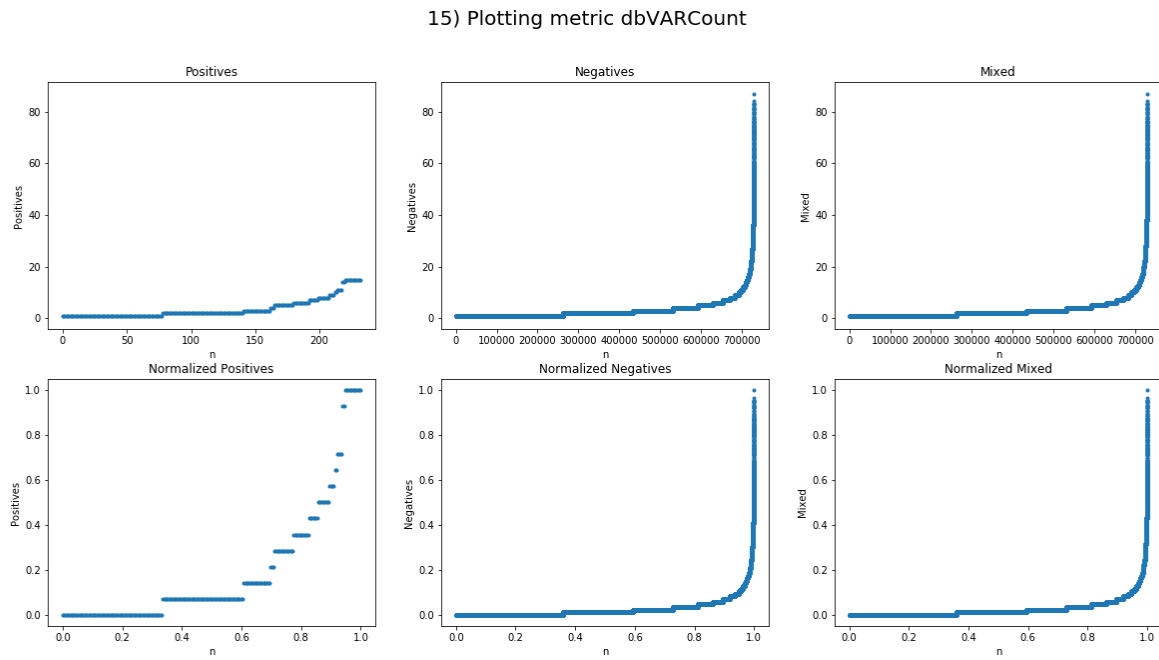 15) Plotting metric dbVARCount
Positives
Negatives
Mixed
Positives
80
60
40
20
0
0 50 100 150 200
n
Negatives
80
60
40
20
0
0 100000 200000 300000 400000 500000 600000 700000
n
Mixed
80
60
40
20
0
0 100000 200000 300000 400000 500000 600000 700000
n
Normalized Positives
Normalized Negatives
Normalized Mixed
Positives
1.0
0.8
0.6
0.4
0.2
0.0
0.0 0.2 0.4 0.6 0.8 1.0
n
Negatives
1.0
0.8
0.6
0.4
0.2
0.0
0.0 0.2 0.4 0.6 0.8 1.0
n
Mixed
1.0
0.8
0.6
0.4
0.2
0.0
0.0 0.2 0.4 0.6 0.8 1.0
n